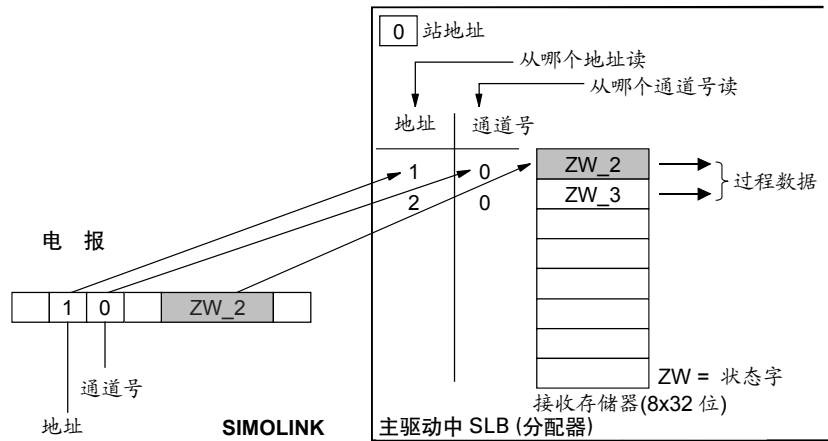 0 站地址
从哪个地址读
从哪个通道号读
地址 通道号
1 0 ZW_2
2 0 ZW_3
过程数据
电 报
1 0 ZW_2
通道号
地址
SIMOLINK
ZW = 状态字
接收存储器(8x32 位)
主驱动中 SLB (分配器)